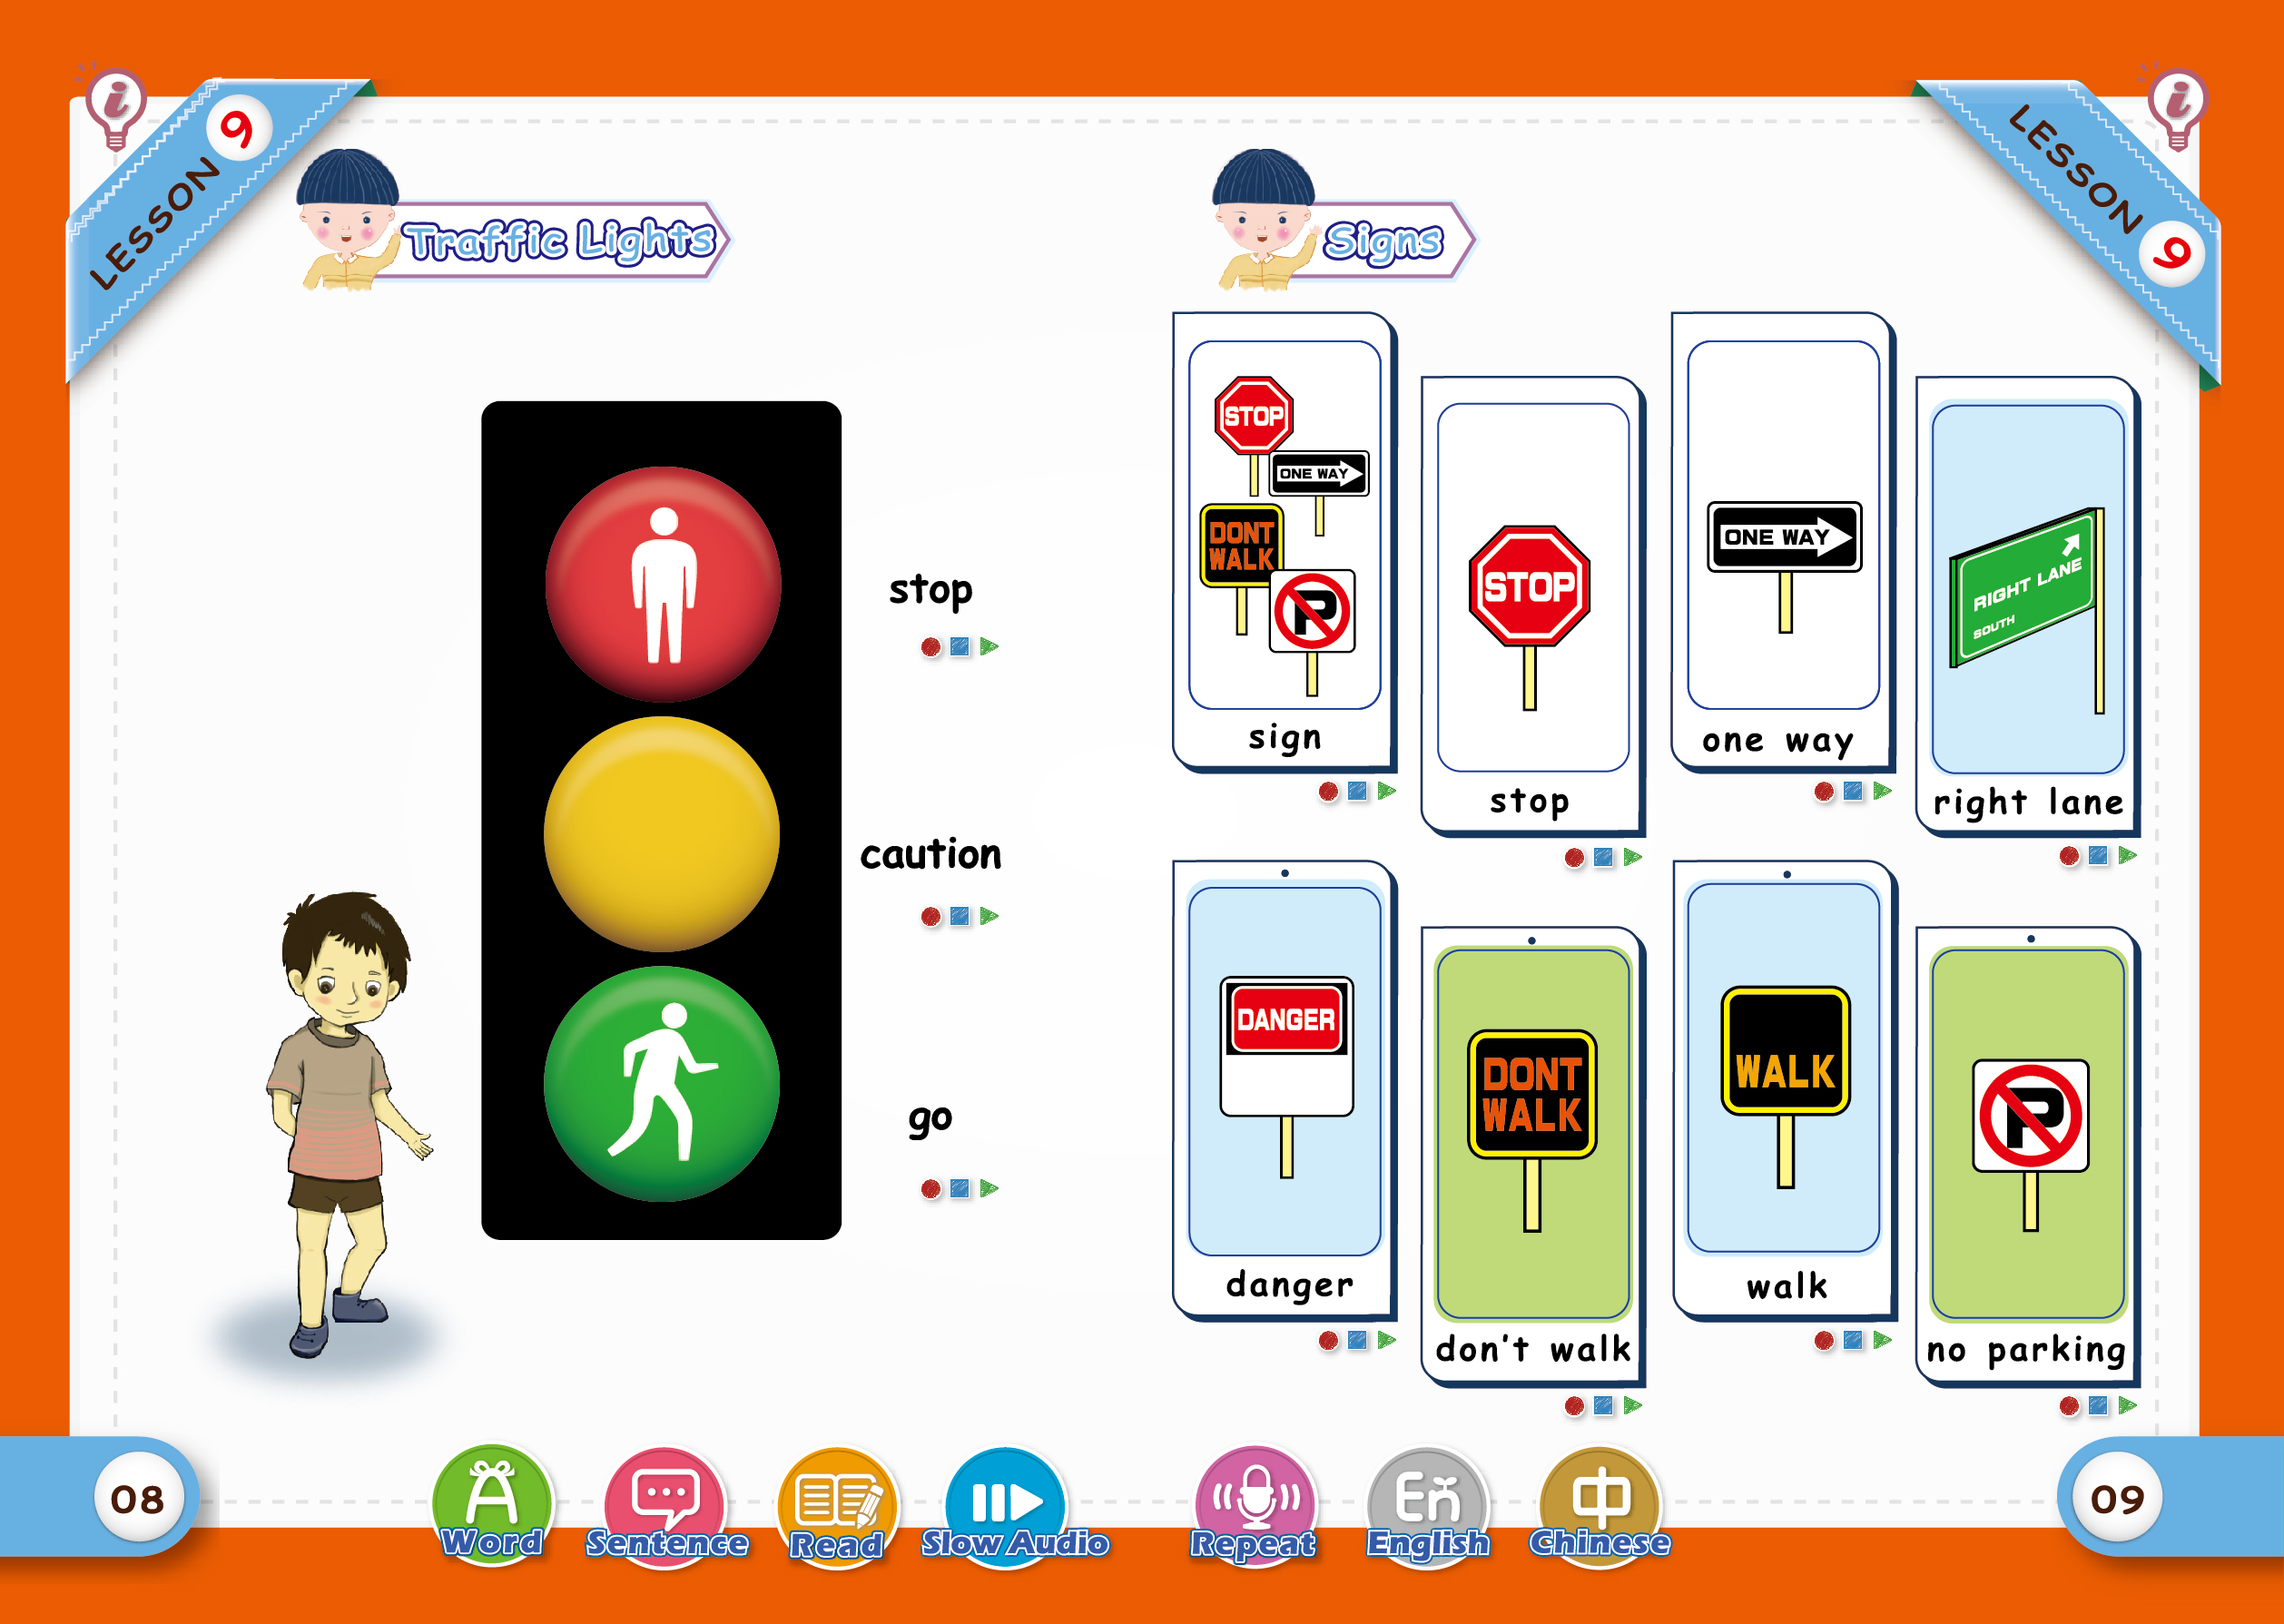 LESSON 9
Traffic Lights
stop
caution
go
08
LESSON 9
Signs
STOP
ONE WAY
DONT
WALK
P
sign
STOP
stop
ONE WAY
one way
RIGHT LANE
SOUTH
right lane
DANGER
danger
DONT
WALK
don't walk
WALK
walk
P
no parking
A
Word
Sentence
Read
Slow Audio
Repeat
En
English
中
Chinese
09
i
i